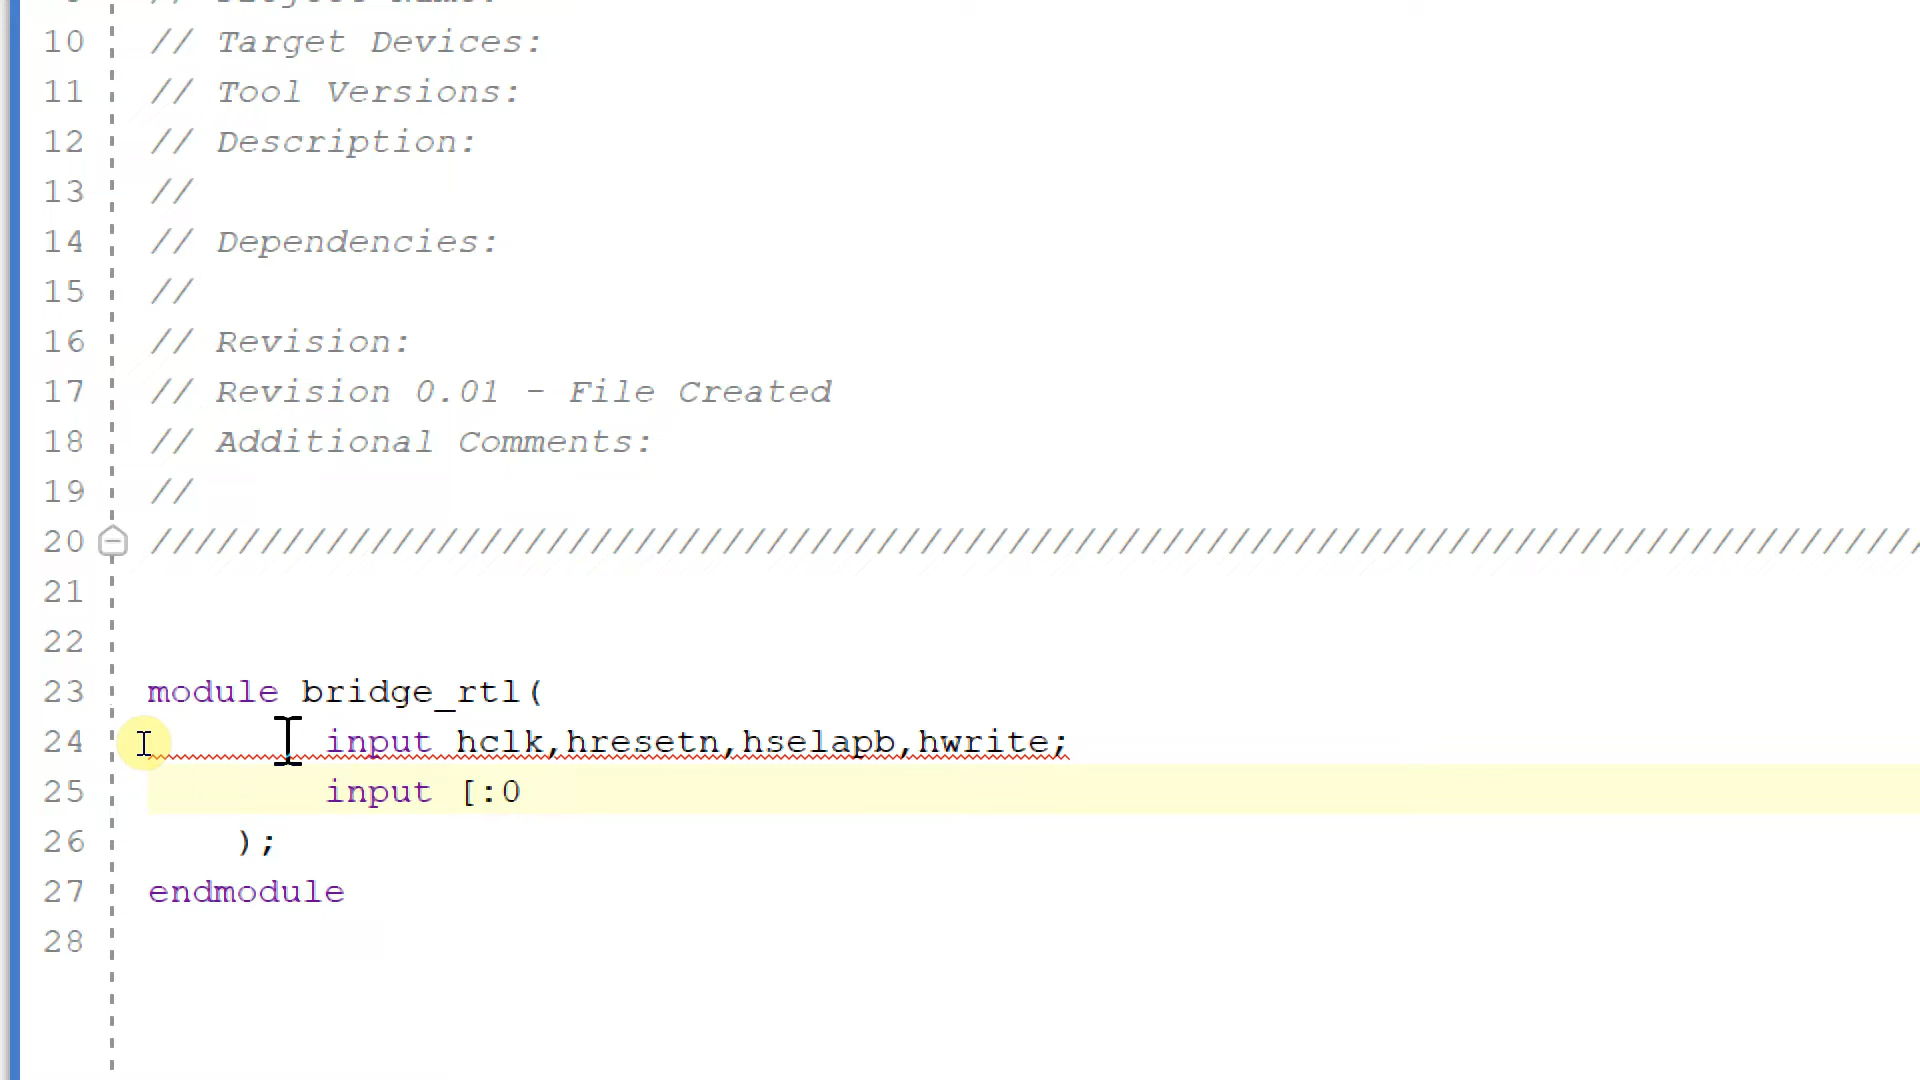 10 // Target Devices:
11 // Tool Versions:
12 // Description:
13 //
14 // Dependencies:
15 //
16 // Revision:
17 // Revision 0.01 - File Created
18 // Additional Comments:
19 //
20 ////////////////////////////////////////////////////////////////////////////////
21
22
23 module bridge_rtl(
24 input hclk,hresetn,hselapb,hwrite;
25 input [:0
26 );
27 endmodule
28